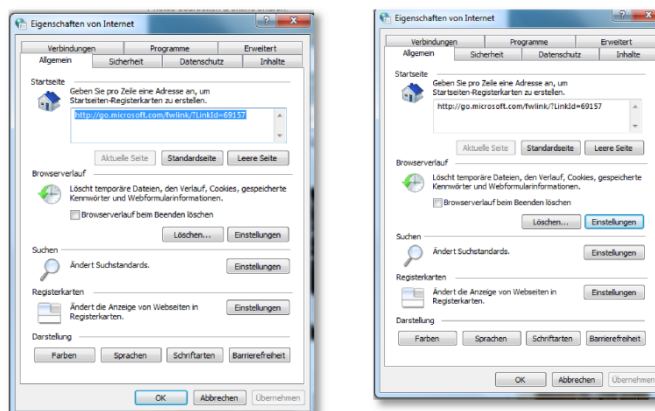 Eigenschaften von Internet
Verbindungen Programme Erweitert
Allgemein Sicherheit Datenschutz Inhalte
Startseite
Geben Sie pro Zeile eine Adresse an, um
Startseiten-Registerkarten zu erstellen.
http://go.microsoft.com/fwlink/?LinkId=69157
Aktuelle Seite Standardseite Leere Seite
Browserverlauf
Löscht temporäre Dateien, den Verlauf, Cookies, gespeicherte
Kennwörter und Webformularinformationen.
Browserverlauf beim Beenden löschen
Löschen... Einstellungen
Suchen
Ändert Suchstandards.
Einstellungen
Registerkarten
Ändert die Anzeige von Webseiten in
Registerkarten.
Einstellungen
Darstellung
Farben Sprachen Schriftarten Barrierefreiheit
OK Abbrechen Übernehmen
Eigenschaften von Internet
Verbindungen Programme Erweitert
Allgemein Sicherheit Datenschutz Inhalte
Startseite
Geben Sie pro Zeile eine Adresse an, um
Startseiten-Registerkarten zu erstellen.
http://go.microsoft.com/fwlink/?LinkId=69157
Aktuelle Seite Standardseite Leere Seite
Browserverlauf
Löscht temporäre Dateien, den Verlauf, Cookies, gespeicherte
Kennwörter und Webformularinformationen.
Browserverlauf beim Beenden löschen
Löschen... Einstellungen
Suchen
Ändert Suchstandards.
Einstellungen
Registerkarten
Ändert die Anzeige von Webseiten in
Registerkarten.
Einstellungen
Darstellung
Farben Sprachen Schriftarten Barrierefreiheit
OK Abbrechen Übernehmen